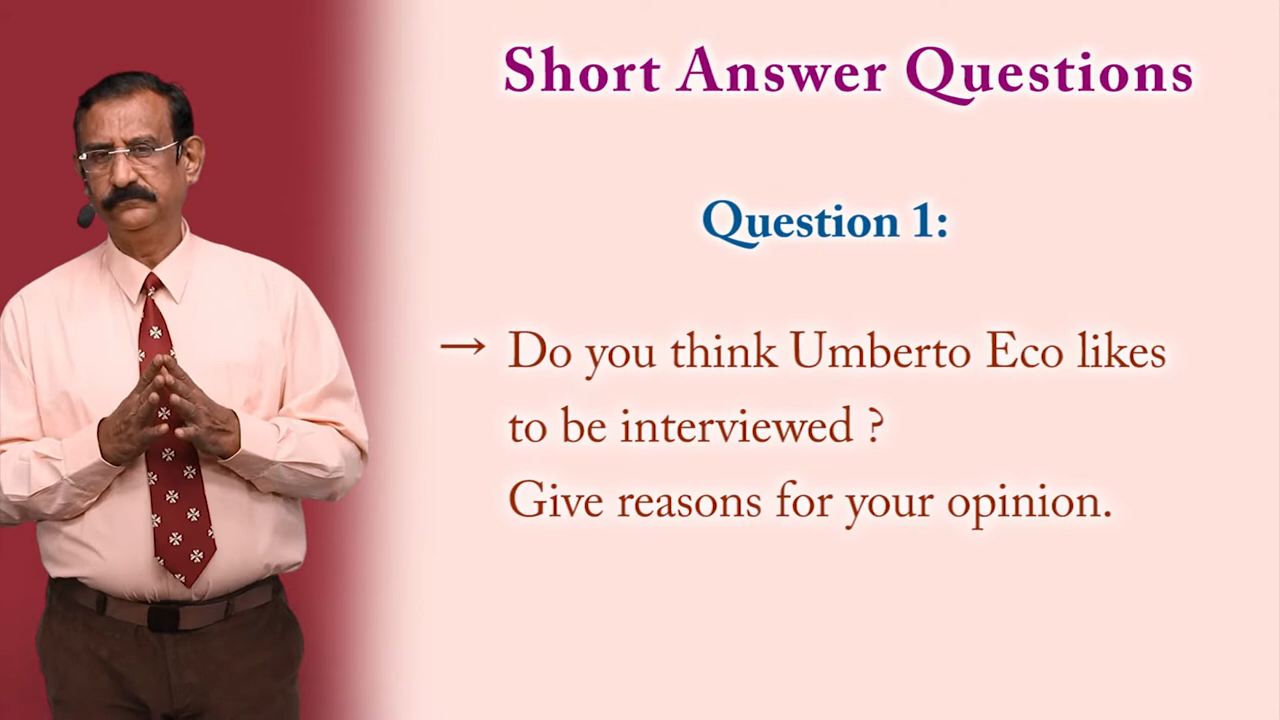 Short Answer Questions
Question 1:
→ Do you think Umberto Eco likes
to be interviewed ?
Give reasons for your opinion.